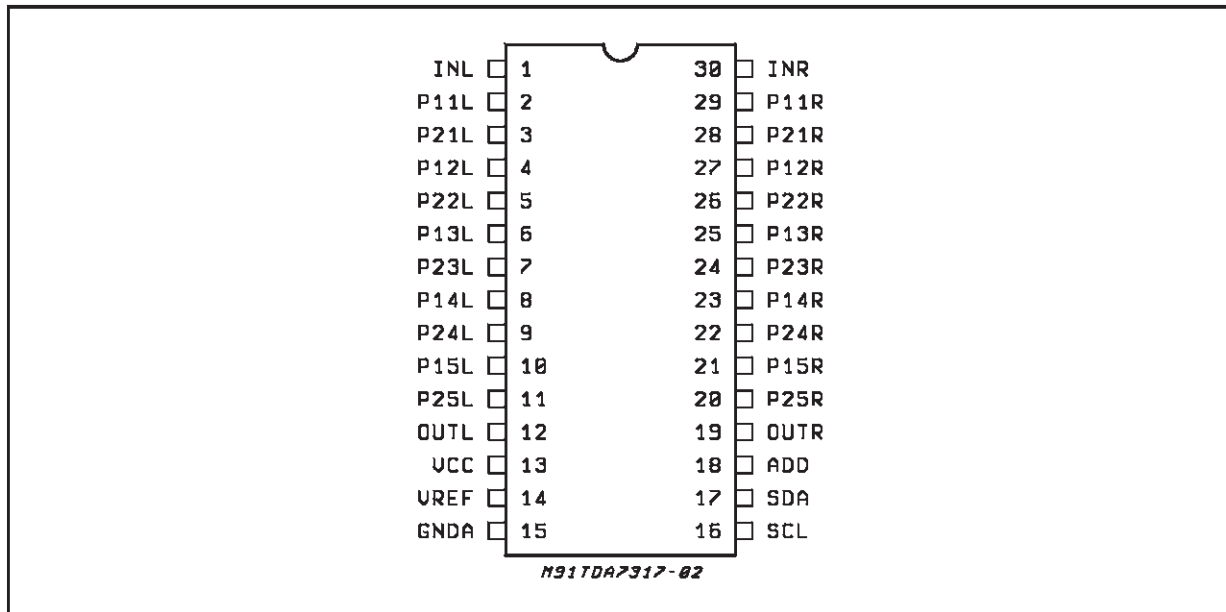 INL 1 30 INR
P11L 2 29 P11R
P21L 3 28 P21R
P12L 4 27 P12R
P22L 5 26 P22R
P13L 6 25 P13R
P23L 7 24 P23R
P14L 8 23 P14R
P24L 9 22 P24R
P15L 10 21 P15R
P25L 11 20 P25R
OUTL 12 19 OUTR
VCC 13 18 ADD
VREF 14 17 SDA
GNDA 15 16 SCL
M91TDA7317-02